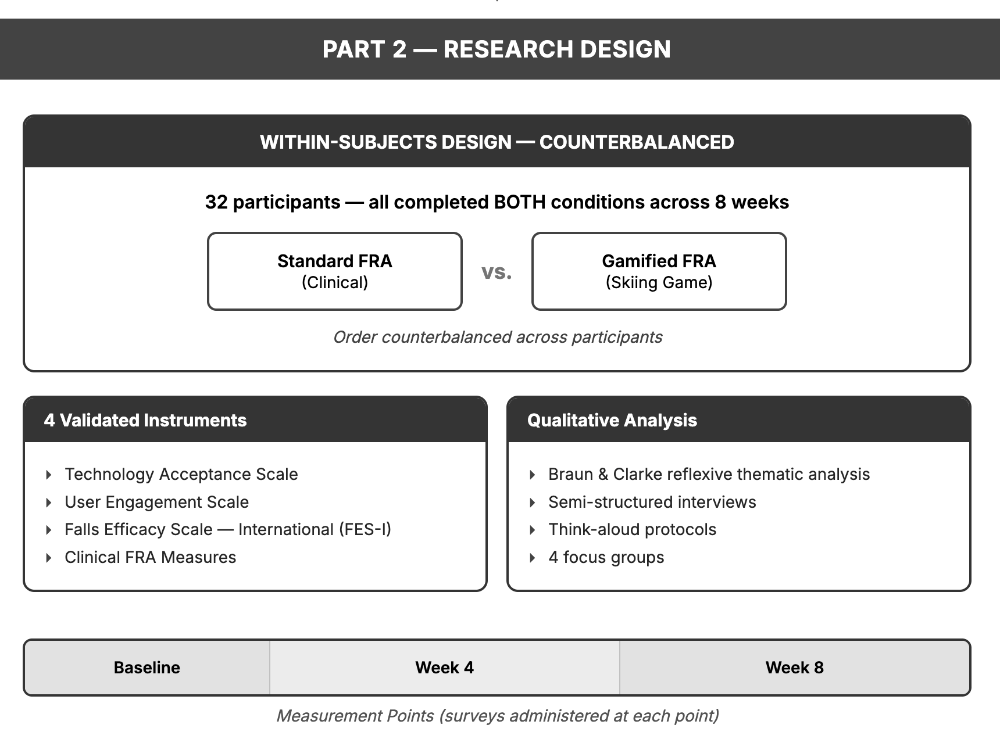 PART 2 — RESEARCH DESIGN
WITHIN-SUBJECTS DESIGN — COUNTERBALANCED
32 participants — all completed BOTH conditions across 8 weeks
Standard FRA
(Clinical)
vs.
Gamified FRA
(Skiing Game)
Order counterbalanced across participants
4 Validated Instruments
Technology Acceptance Scale
User Engagement Scale
Falls Efficacy Scale — International (FES-I)
Clinical FRA Measures
Qualitative Analysis
Braun & Clarke reflexive thematic analysis
Semi-structured interviews
Think-aloud protocols
4 focus groups
Baseline
Week 4
Week 8
Measurement Points (surveys administered at each point)